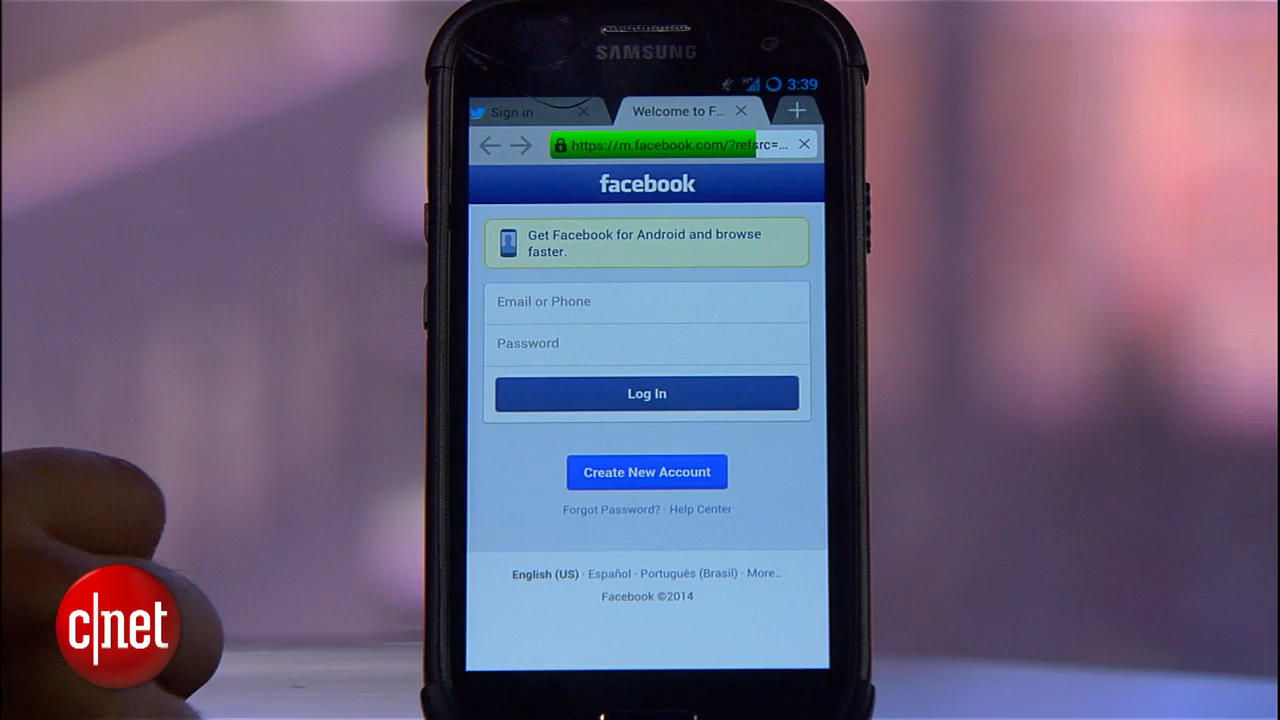 SAMSUNG
H 3:39
Sign in
Welcome to F...
https://m.facebook.com/?refsrc=...
facebook
Get Facebook for Android and browse
faster.
Email or Phone
Password
Log In
Create New Account
Forgot Password? · Help Center
English (US) · Español · Português (Brasil) · More...
Facebook ©2014
c|net